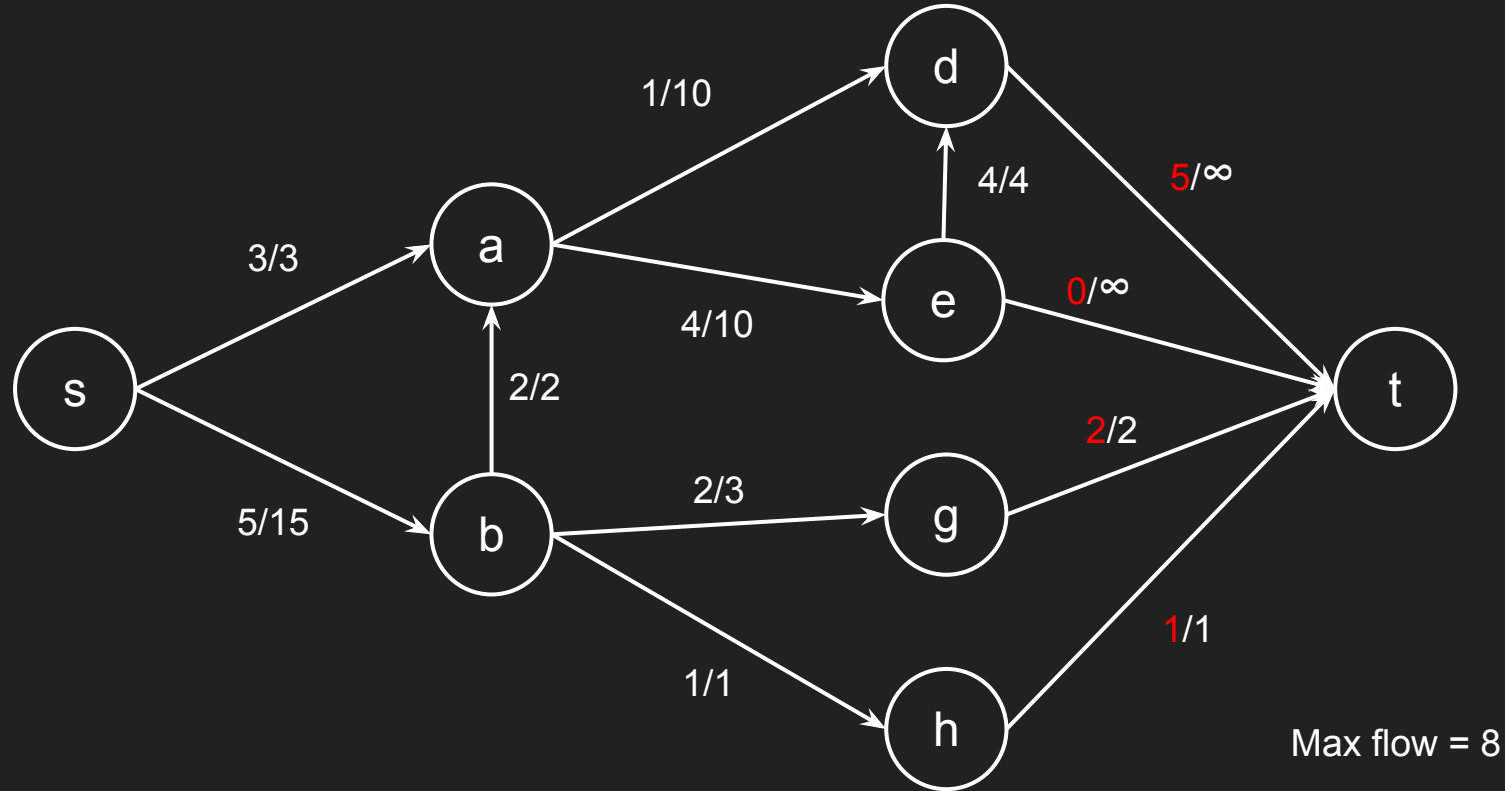 d
1/10
5/∞
4/4
a
3/3
e
0/∞
4/10
s
2/2
t
2/2
2/3
5/15
b
g
1/1
1/1
h
Max flow = 8